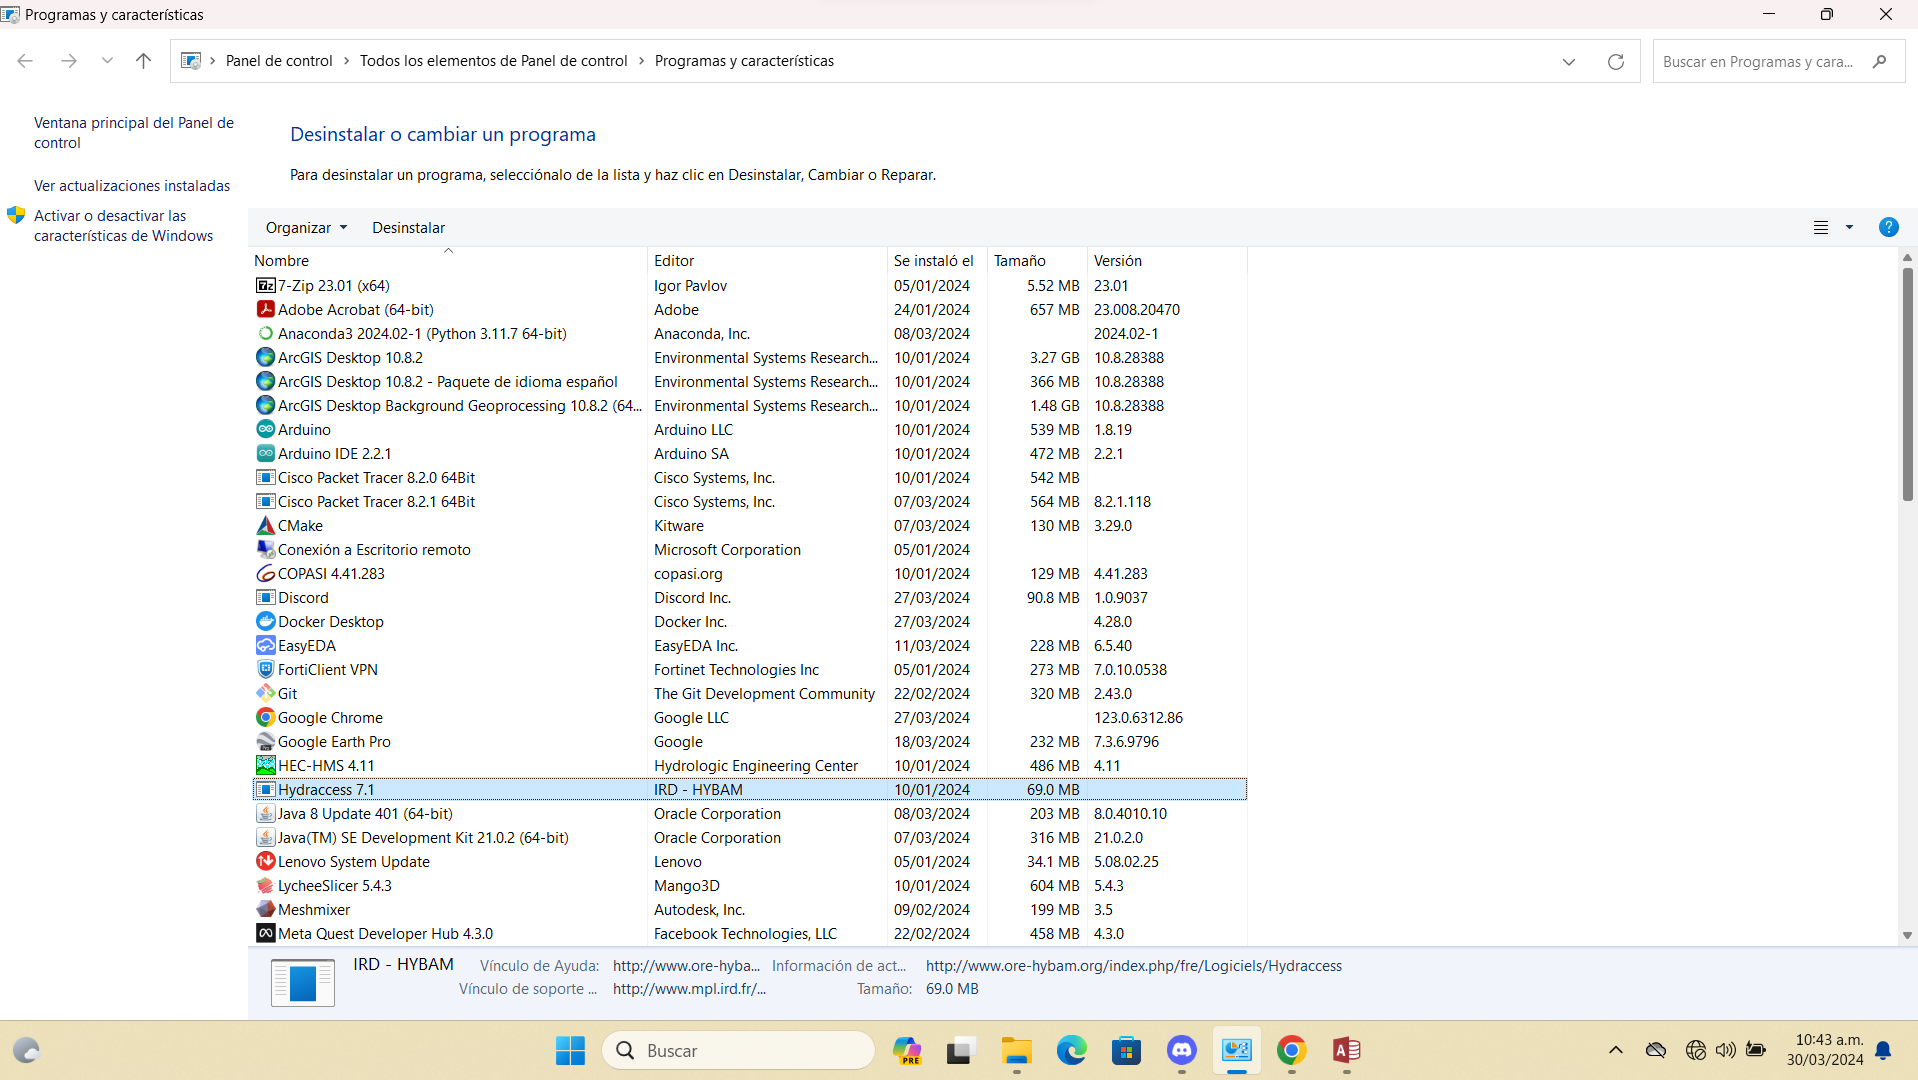 Programas y características
Panel de control > Todos los elementos de Panel de control > Programas y características
Buscar en Programas y cara...
Ventana principal del Panel de
control
Ver actualizaciones instaladas
Activar o desactivar las
características de Windows
Desinstalar o cambiar un programa
Para desinstalar un programa, selecciónalo de la lista y haz clic en Desinstalar, Cambiar o Reparar.
Organizar Desinstalar
?
Nombre Editor Se instaló el Tamaño Versión
7-Zip 23.01 (x64) Igor Pavlov 05/01/2024 5.52 MB 23.01
Adobe Acrobat (64-bit) Adobe 24/01/2024 657 MB 23.008.20470
Anaconda3 2024.02-1 (Python 3.11.7 64-bit) Anaconda, Inc. 08/03/2024 2024.02-1
ArcGIS Desktop 10.8.2 Environmental Systems Research... 10/01/2024 3.27 GB 10.8.28388
ArcGIS Desktop 10.8.2 - Paquete de idioma español Environmental Systems Research... 10/01/2024 366 MB 10.8.28388
ArcGIS Desktop Background Geoprocessing 10.8.2 (64... Environmental Systems Research... 10/01/2024 1.48 GB 10.8.28388
Arduino Arduino LLC 10/01/2024 539 MB 1.8.19
Arduino IDE 2.2.1 Arduino SA 10/01/2024 472 MB 2.2.1
Cisco Packet Tracer 8.2.0 64Bit Cisco Systems, Inc. 10/01/2024 542 MB
Cisco Packet Tracer 8.2.1 64Bit Cisco Systems, Inc. 07/03/2024 564 MB 8.2.1.118
CMake Kitware 07/03/2024 130 MB 3.29.0
Conexión a Escritorio remoto Microsoft Corporation 05/01/2024
COPASI 4.41.283 copasi.org 10/01/2024 129 MB 4.41.283
Discord Discord Inc. 27/03/2024 90.8 MB 1.0.9037
Docker Desktop Docker Inc. 27/03/2024 4.28.0
EasyEDA EasyEDA Inc. 11/03/2024 228 MB 6.5.40
FortiClient VPN Fortinet Technologies Inc 05/01/2024 273 MB 7.0.10.0538
Git The Git Development Community 22/02/2024 320 MB 2.43.0
Google Chrome Google LLC 27/03/2024 123.0.6312.86
Google Earth Pro Google 18/03/2024 232 MB 7.3.6.9796
HEC-HMS 4.11 Hydrologic Engineering Center 10/01/2024 486 MB 4.11
Hydraccess 7.1 IRD - HYBAM 10/01/2024 69.0 MB
Java 8 Update 401 (64-bit) Oracle Corporation 08/03/2024 203 MB 8.0.4010.10
Java(TM) SE Development Kit 21.0.2 (64-bit) Oracle Corporation 07/03/2024 316 MB 21.0.2.0
Lenovo System Update Lenovo 05/01/2024 34.1 MB 5.08.02.25
LycheeSlicer 5.4.3 Mango3D 10/01/2024 604 MB 5.4.3
Meshmixer Autodesk, Inc. 09/02/2024 199 MB 3.5
Meta Quest Developer Hub 4.3.0 Facebook Technologies, LLC 22/02/2024 458 MB 4.3.0
IRD - HYBAM Vínculo de Ayuda: http://www.ore-hyba... Información de act... http://www.ore-hybam.org/index.php/fre/Logiciels/Hydraccess
Vínculo de soporte ... http://www.mpl.ird.fr/... Tamaño: 69.0 MB
Buscar
PRE
10:43 a.m.
30/03/2024